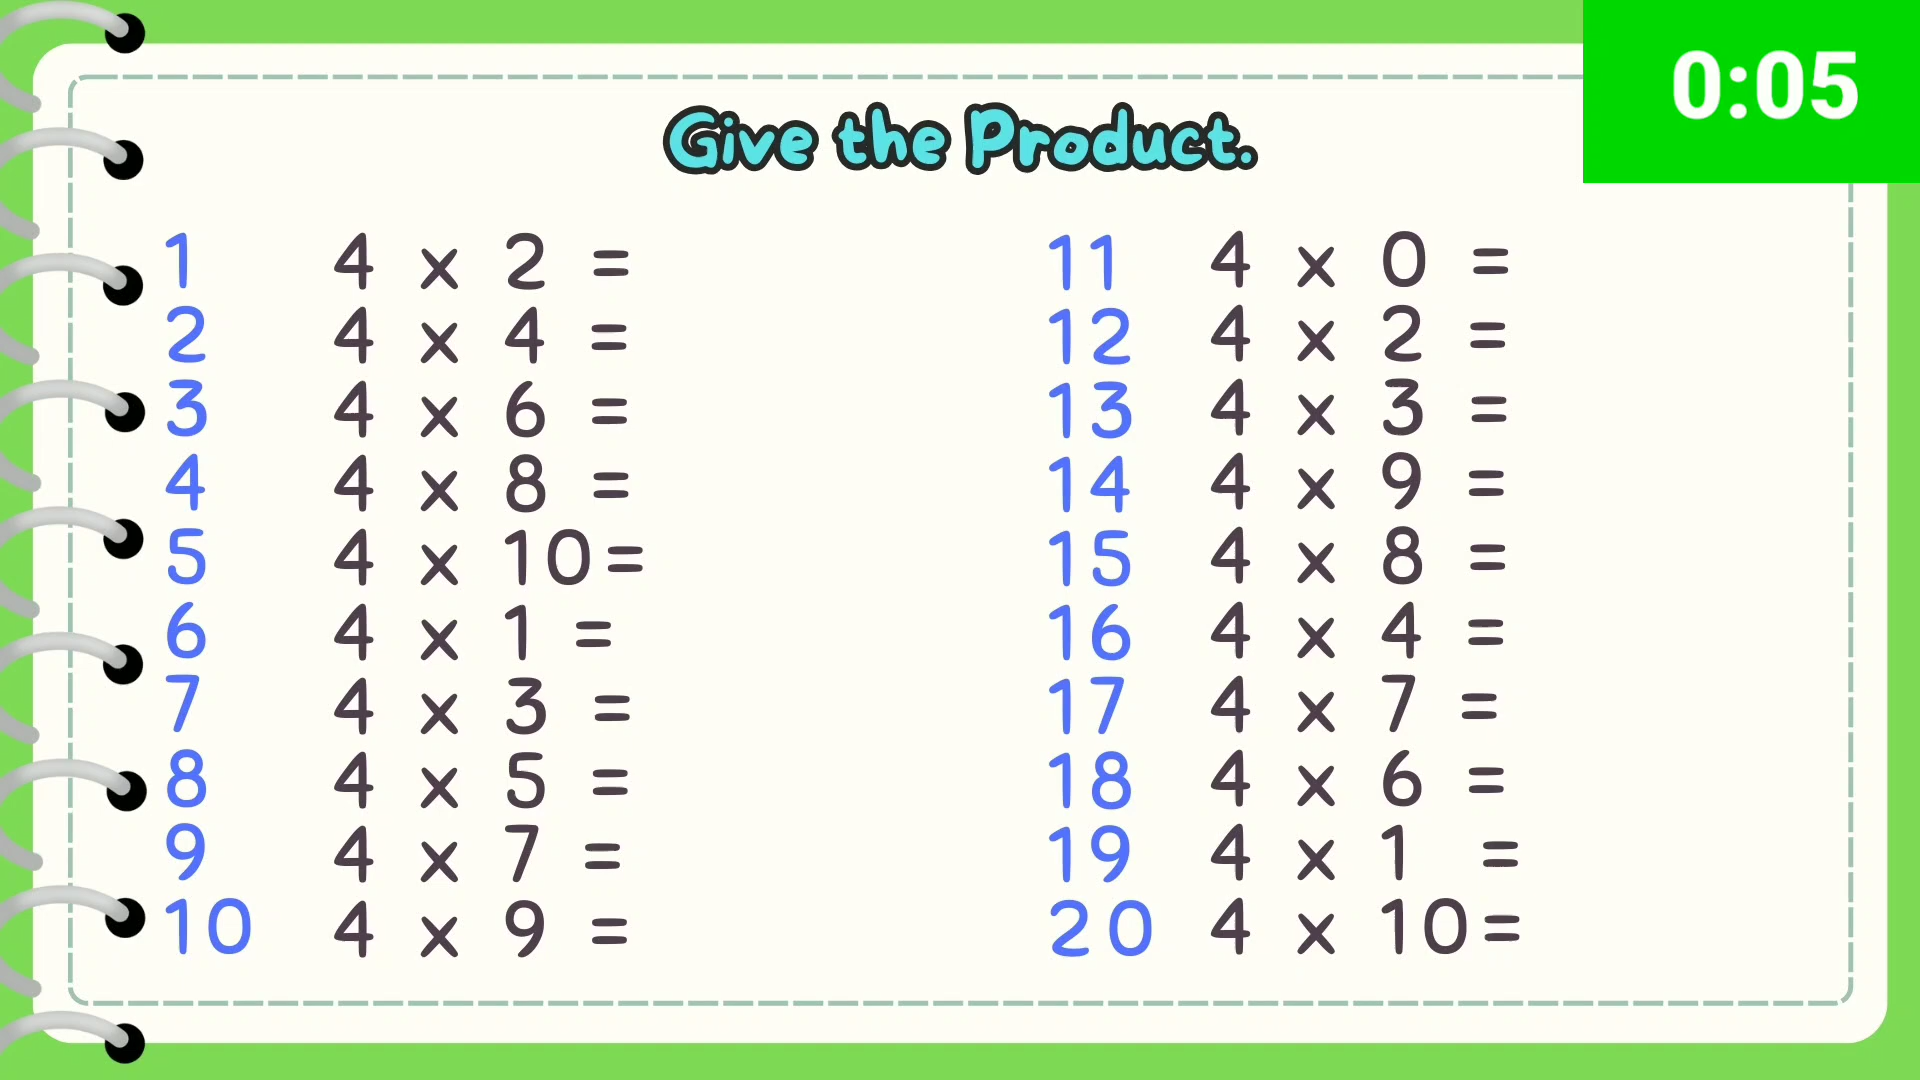 0:05
Give the Product.
1 4 x 2 =
2 4 x 4 =
3 4 x 6 =
4 4 x 8 =
5 4 x 10 =
6 4 x 1 =
7 4 x 3 =
8 4 x 5 =
9 4 x 7 =
10 4 x 9 =
11 4 x 0 =
12 4 x 2 =
13 4 x 3 =
14 4 x 9 =
15 4 x 8 =
16 4 x 4 =
17 4 x 7 =
18 4 x 6 =
19 4 x 1 =
20 4 x 10 =